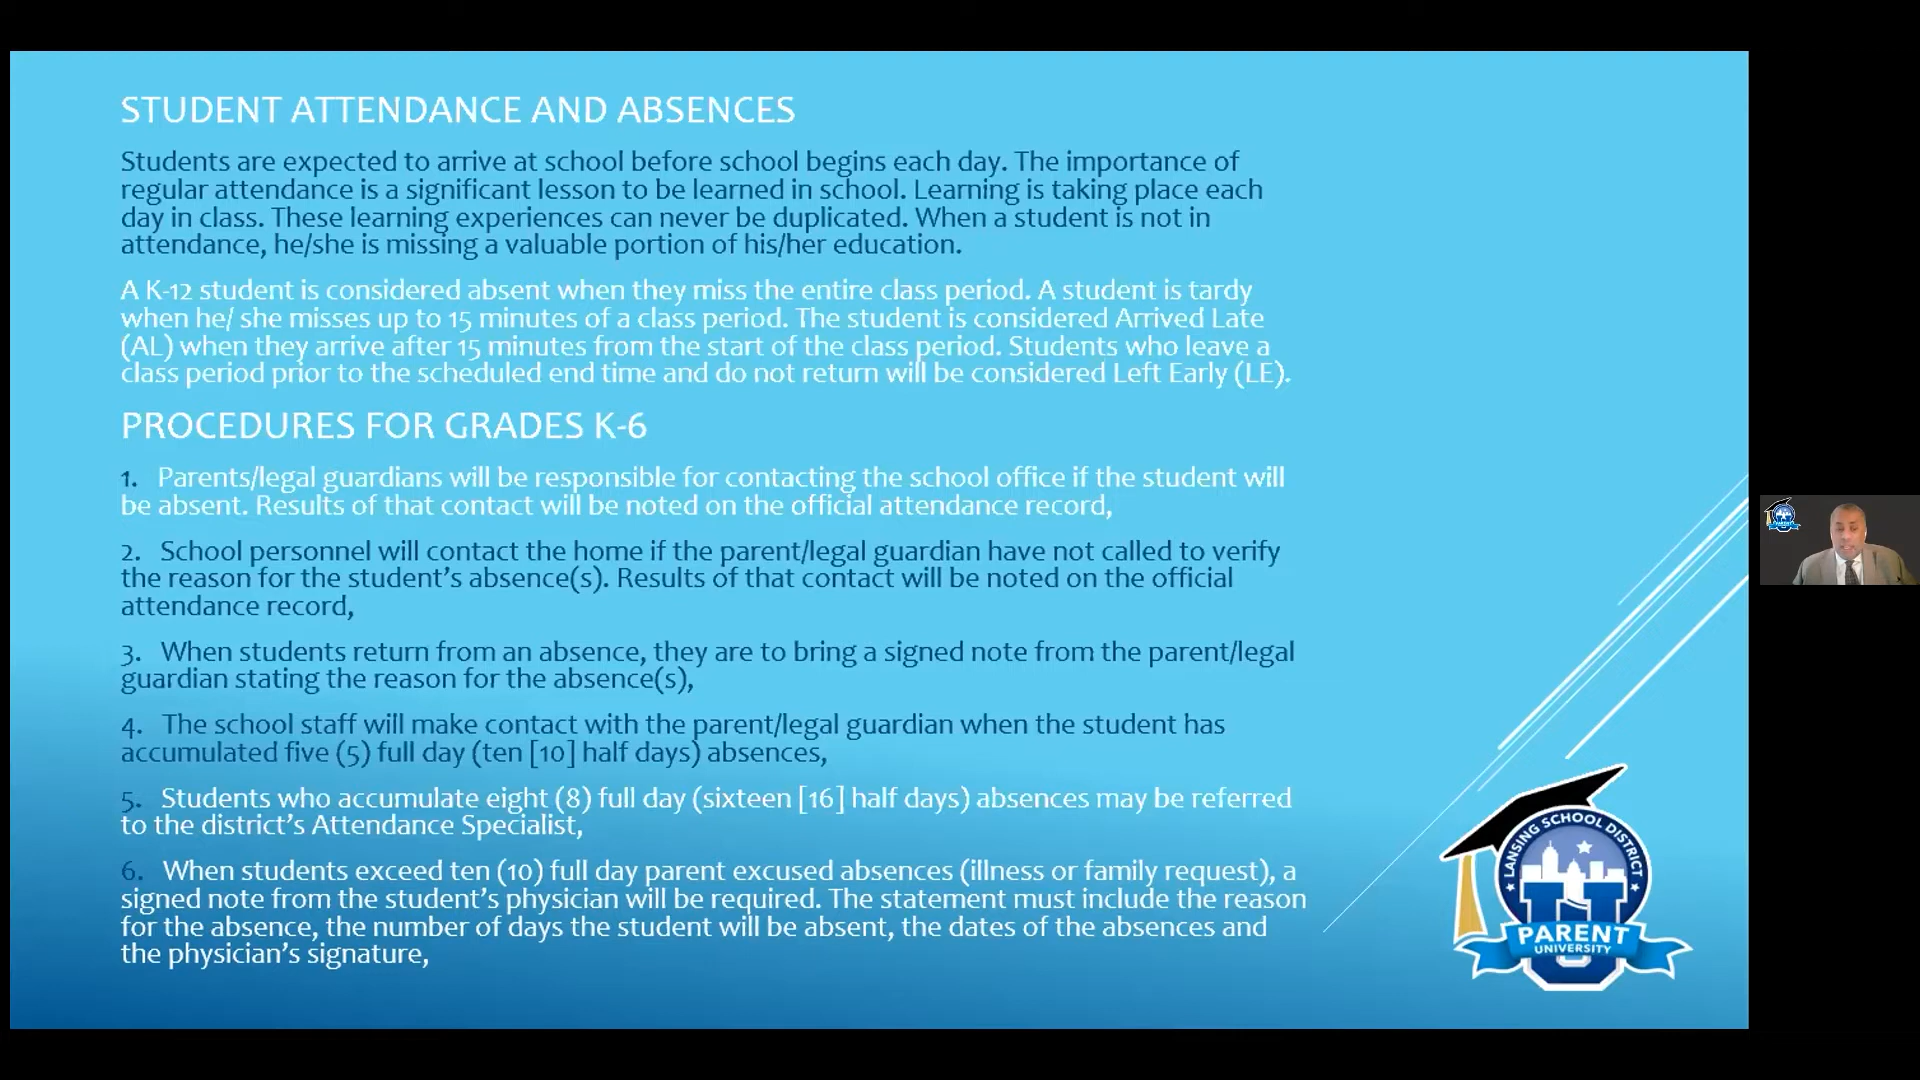 STUDENT ATTENDANCE AND ABSENCES
Students are expected to arrive at school before school begins each day. The importance of
regular attendance is a significant lesson to be learned in school. Learning is taking place each
day in class. These learning experiences can never be duplicated. When a student is not in
attendance, he/she is missing a valuable portion of his/her education.
A K-12 student is considered absent when they miss the entire class period. A student is tardy
when he/ she misses up to 15 minutes of a class period. The student is considered Arrived Late
(AL) when they arrive after 15 minutes from the start of the class period. Students who leave a
class period prior to the scheduled end time and do not return will be considered Left Early (LE).
PROCEDURES FOR GRADES K-6
1. Parents/legal guardians will be responsible for contacting the school office if the student will
be absent. Results of that contact will be noted on the official attendance record,
2. School personnel will contact the home if the parent/legal guardian have not called to verify
the reason for the student's absence(s). Results of that contact will be noted on the official
attendance record,
3. When students return from an absence, they are to bring a signed note from the parent/legal
guardian stating the reason for the absence(s),
4. The school staff will make contact with the parent/legal guardian when the student has
accumulated five (5) full day (ten [10] half days) absences,
5. Students who accumulate eight (8) full day (sixteen [16] half days) absences may be referred
to the district's Attendance Specialist,
6. When students exceed ten (10) full day parent excused absences (illness or family request), a
signed note from the student's physician will be required. The statement must include the reason
for the absence, the number of days the student will be absent, the dates of the absences and
the physician's signature,
LANSING SCHOOL DISTRICT
U
PARENT
UNIVERSITY
PARENT